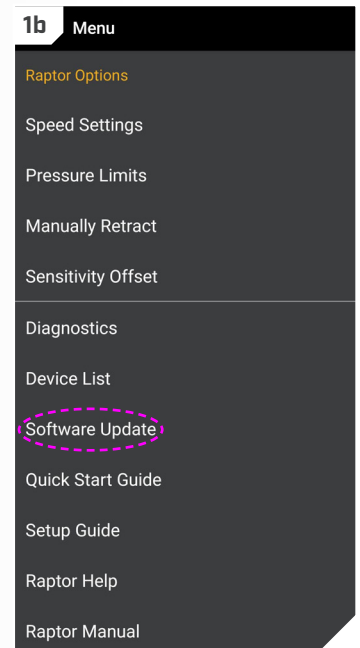 1b Menu
Raptor Options
Speed Settings
Pressure Limits
Manually Retract
Sensitivity Offset
Diagnostics
Device List
Software Update
Quick Start Guide
Setup Guide
Raptor Help
Raptor Manual